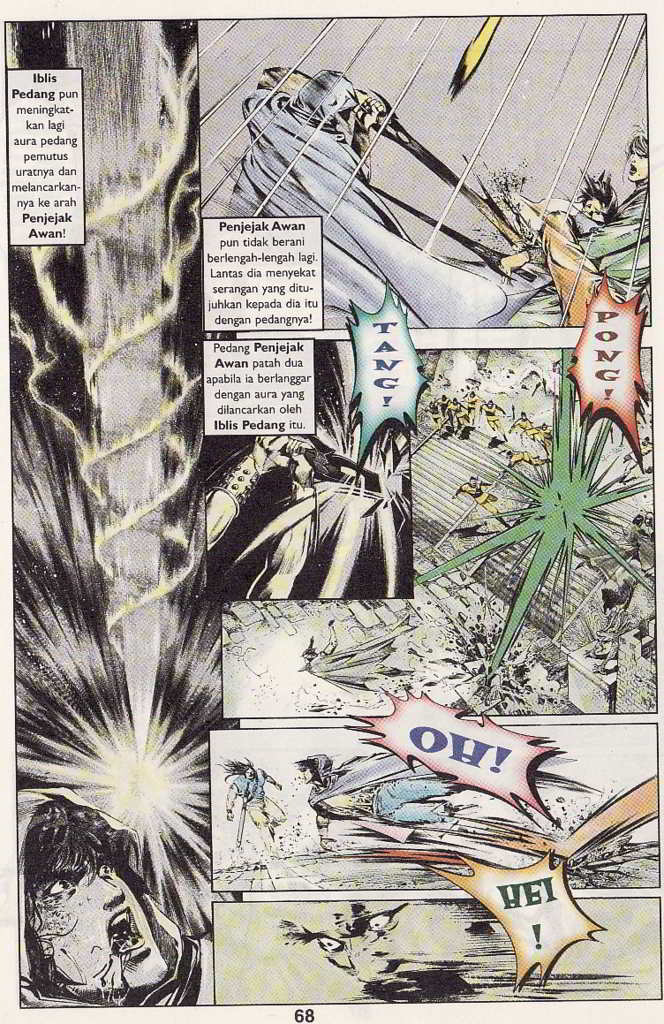 Iblis
Pedang pun
meningkat-
kan lagi
aura pedang
pemutus
uratnya dan
melancarkan-
nya ke arah
Penjejak
Awan!
Penjejak Awan
pun tidak berani
berlengah-lengah lagi.
Lantas dia menyekat
serangan yang ditu-
juhkan kepada dia itu
dengan pedangnya!
Pedang Penjejak
Awan patah dua
apabila ia berlanggar
dengan aura yang
dilancarkan oleh
Iblis Pedang itu.
TANG!
PONG!
OH!
HEI
!
68